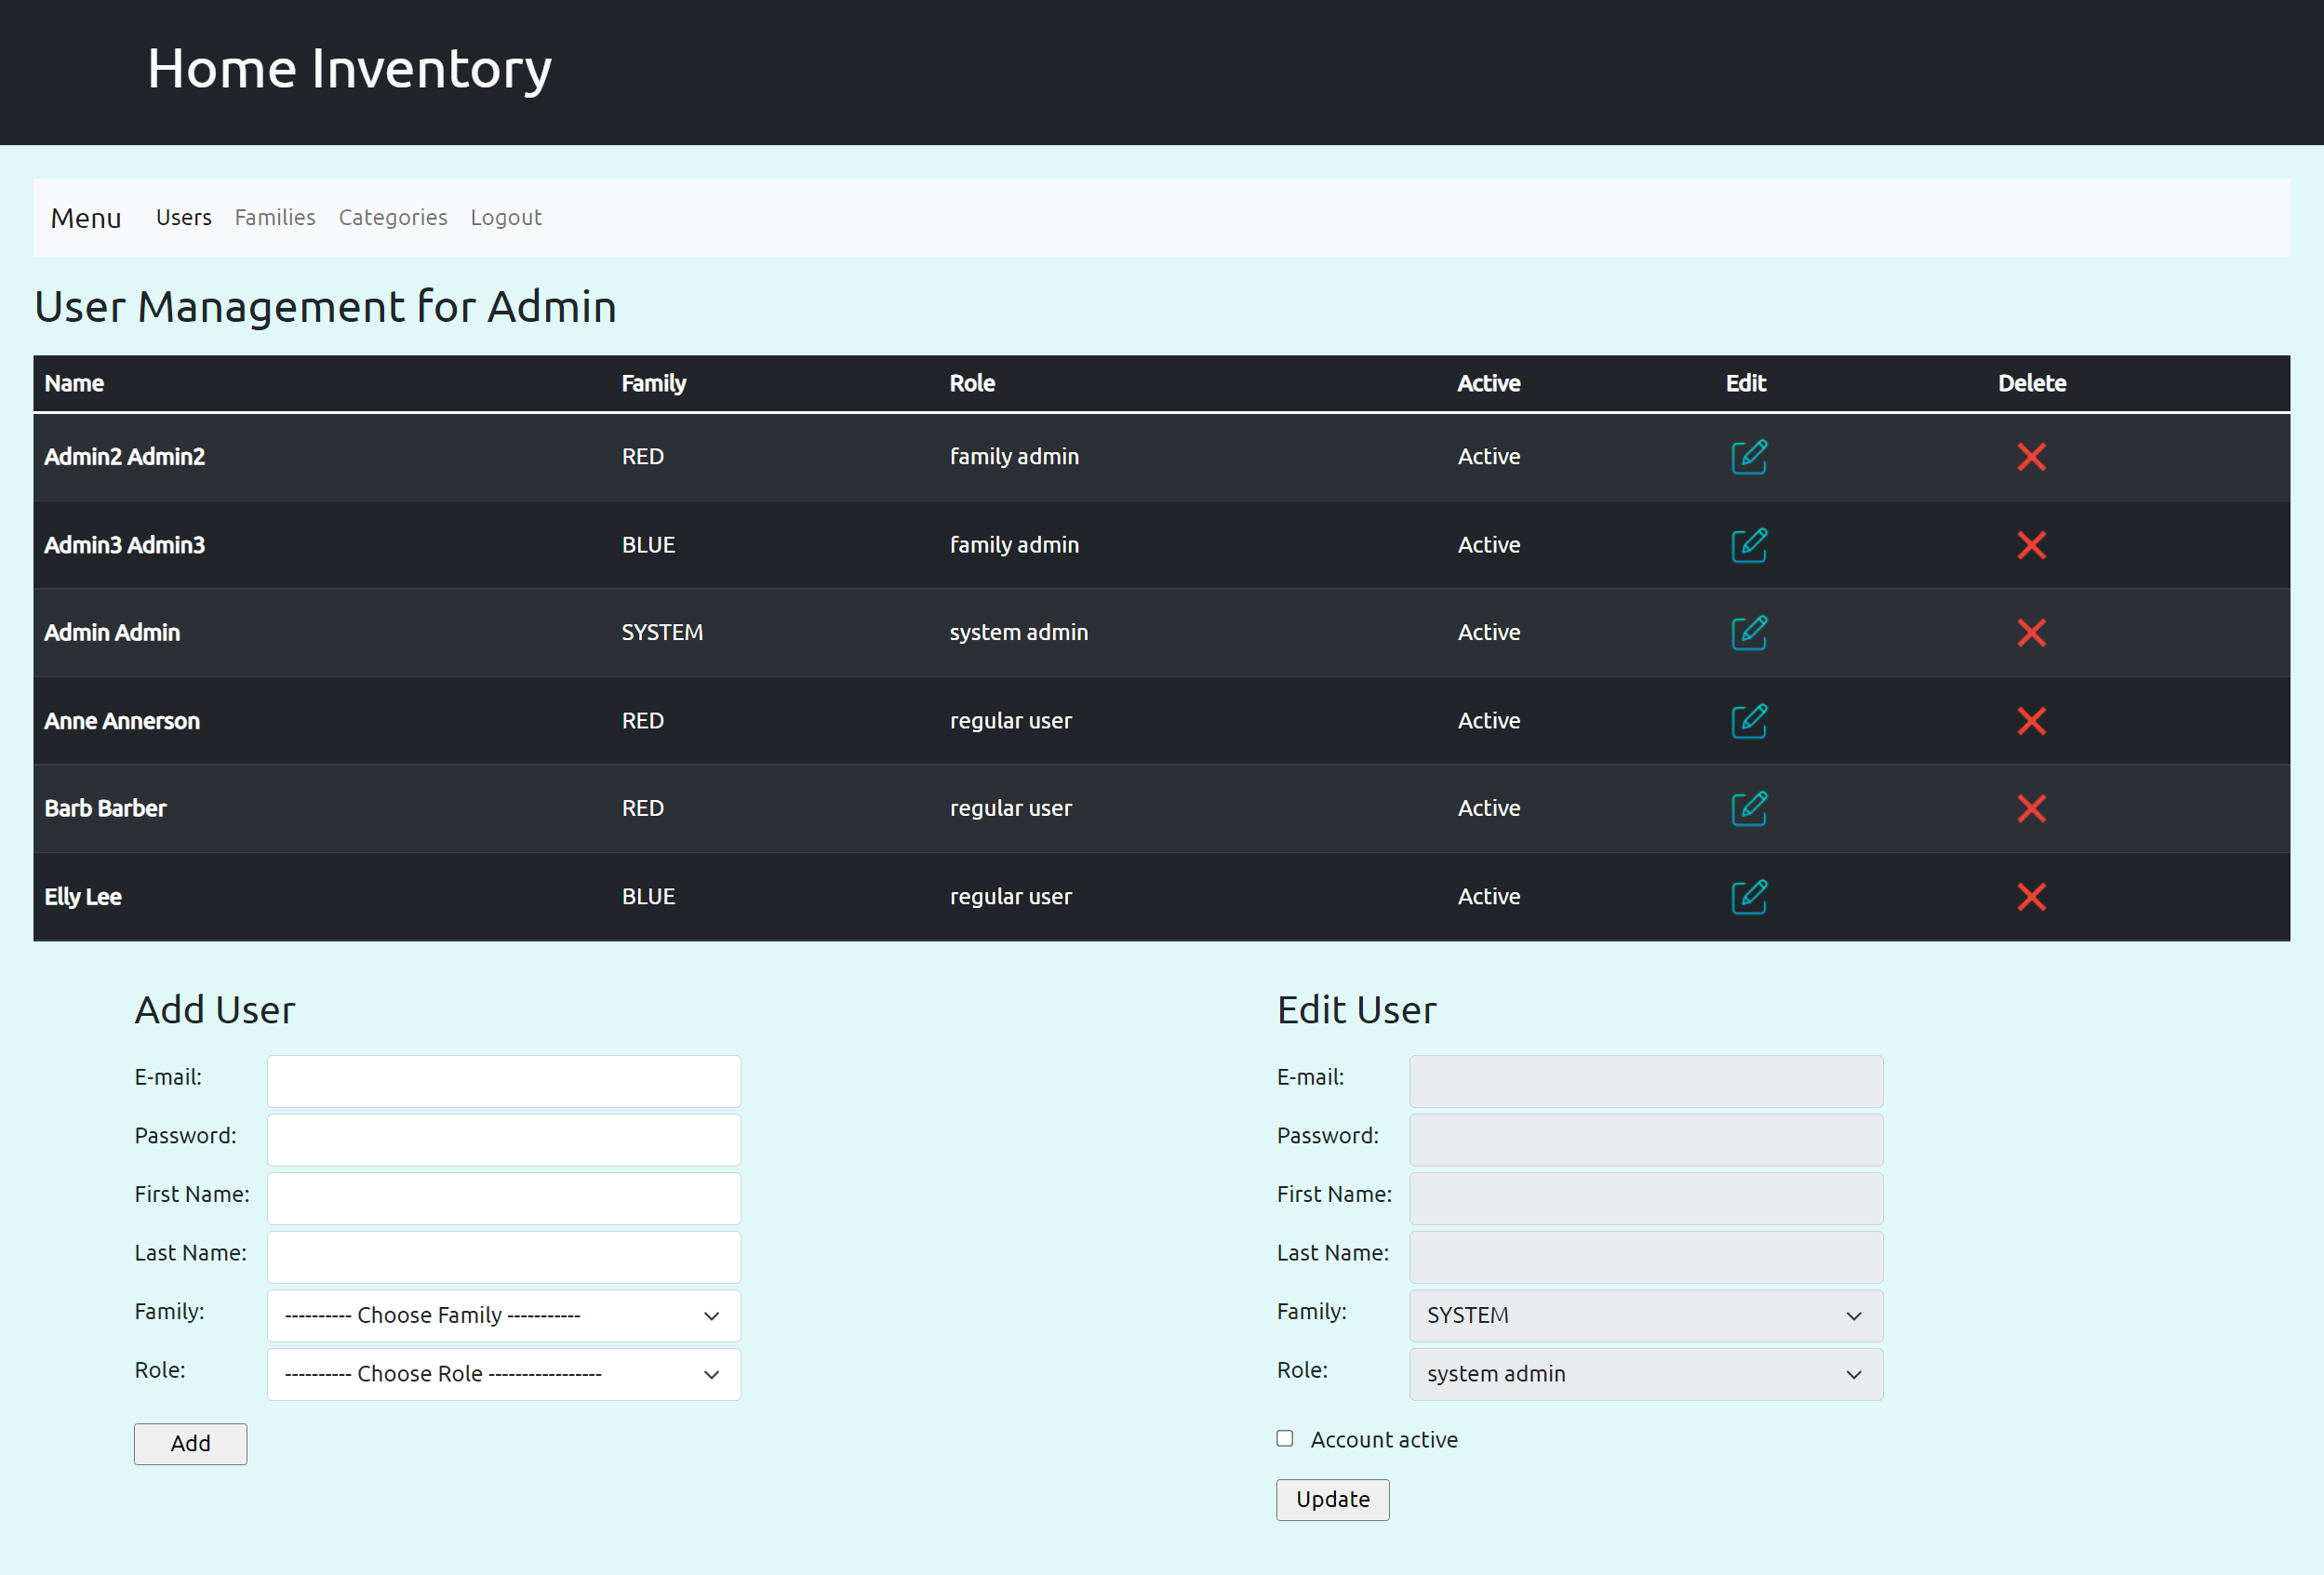 Home Inventory
Menu Users Families Categories Logout
User Management for Admin
Name Family Role Active Edit Delete
Admin2 Admin2 RED family admin Active
Admin3 Admin3 BLUE family admin Active
Admin Admin SYSTEM system admin Active
Anne Annerson RED regular user Active
Barb Barber RED regular user Active
Elly Lee BLUE regular user Active
Add User
E-mail:
Password:
First Name:
Last Name:
Family: ---------- Choose Family -----------
Role: ---------- Choose Role -----------------
Add
Edit User
E-mail:
Password:
First Name:
Last Name:
Family: SYSTEM
Role: system admin
Account active
Update